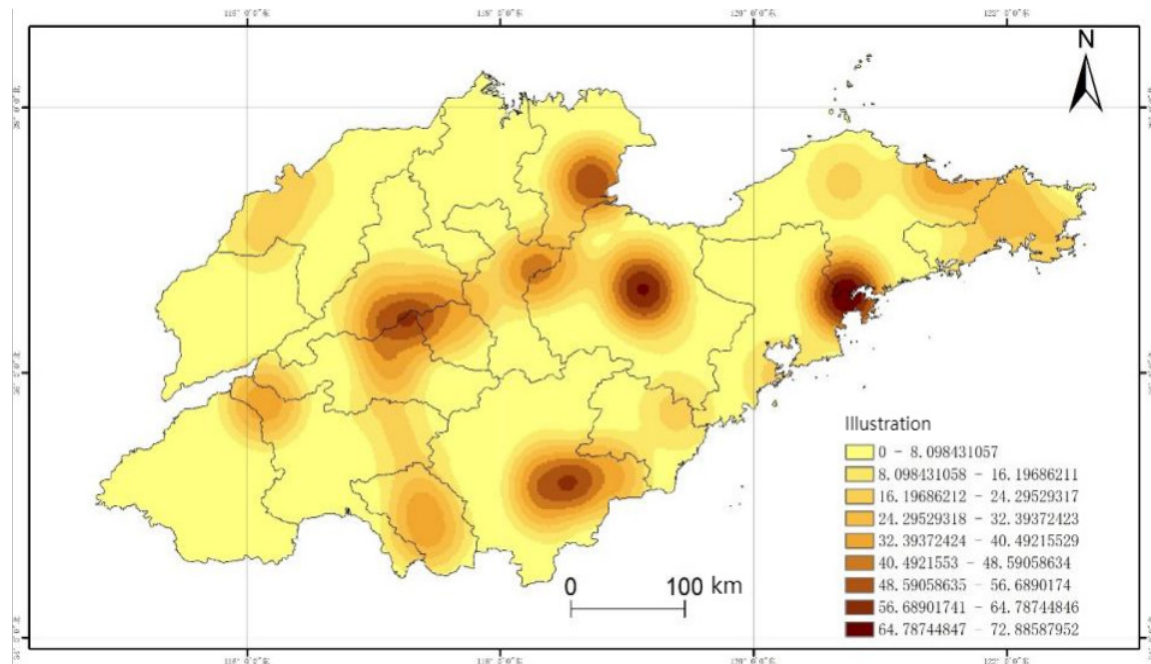 N
Illustration
0 - 8.098431057
8.098431058 - 16.19686211
16.19686212 - 24.29529317
24.29529318 - 32.39372423
32.39372424 - 40.49215529
40.4921553 - 48.59058634
48.59058635 - 56.6890174
56.68901741 - 64.78744846
64.78744847 - 72.88587952
0 100 km